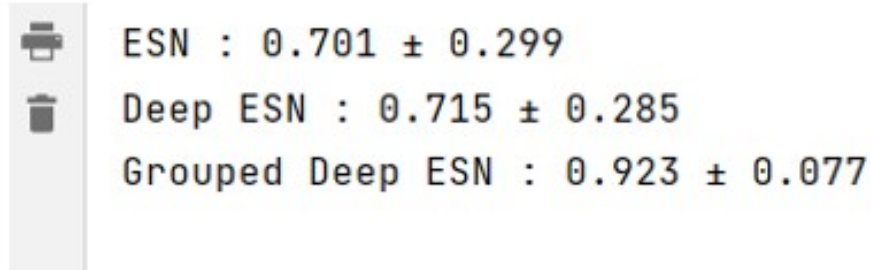 ESN : 0.701 ± 0.299
Deep ESN : 0.715 ± 0.285
Grouped Deep ESN : 0.923 ± 0.077